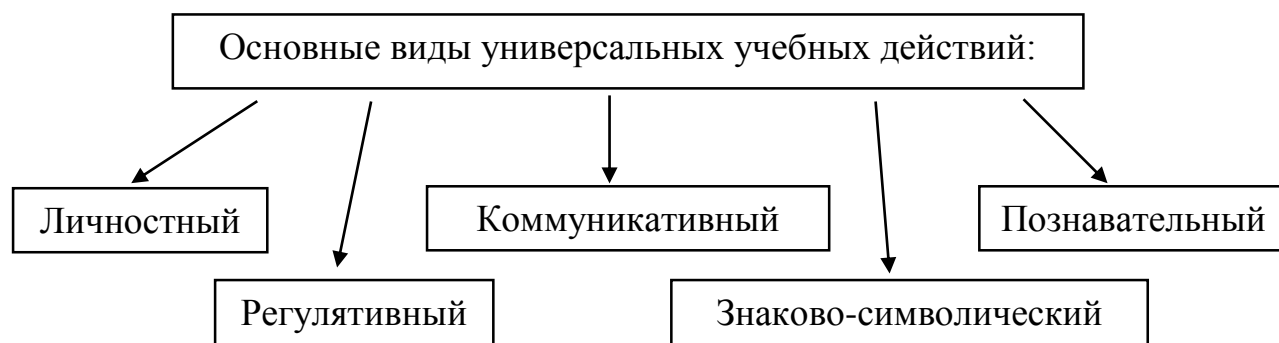 Основные виды универсальных учебных действий:
Личностный
Коммуникативный
Познавательный
Регулятивный
Знаково-символический